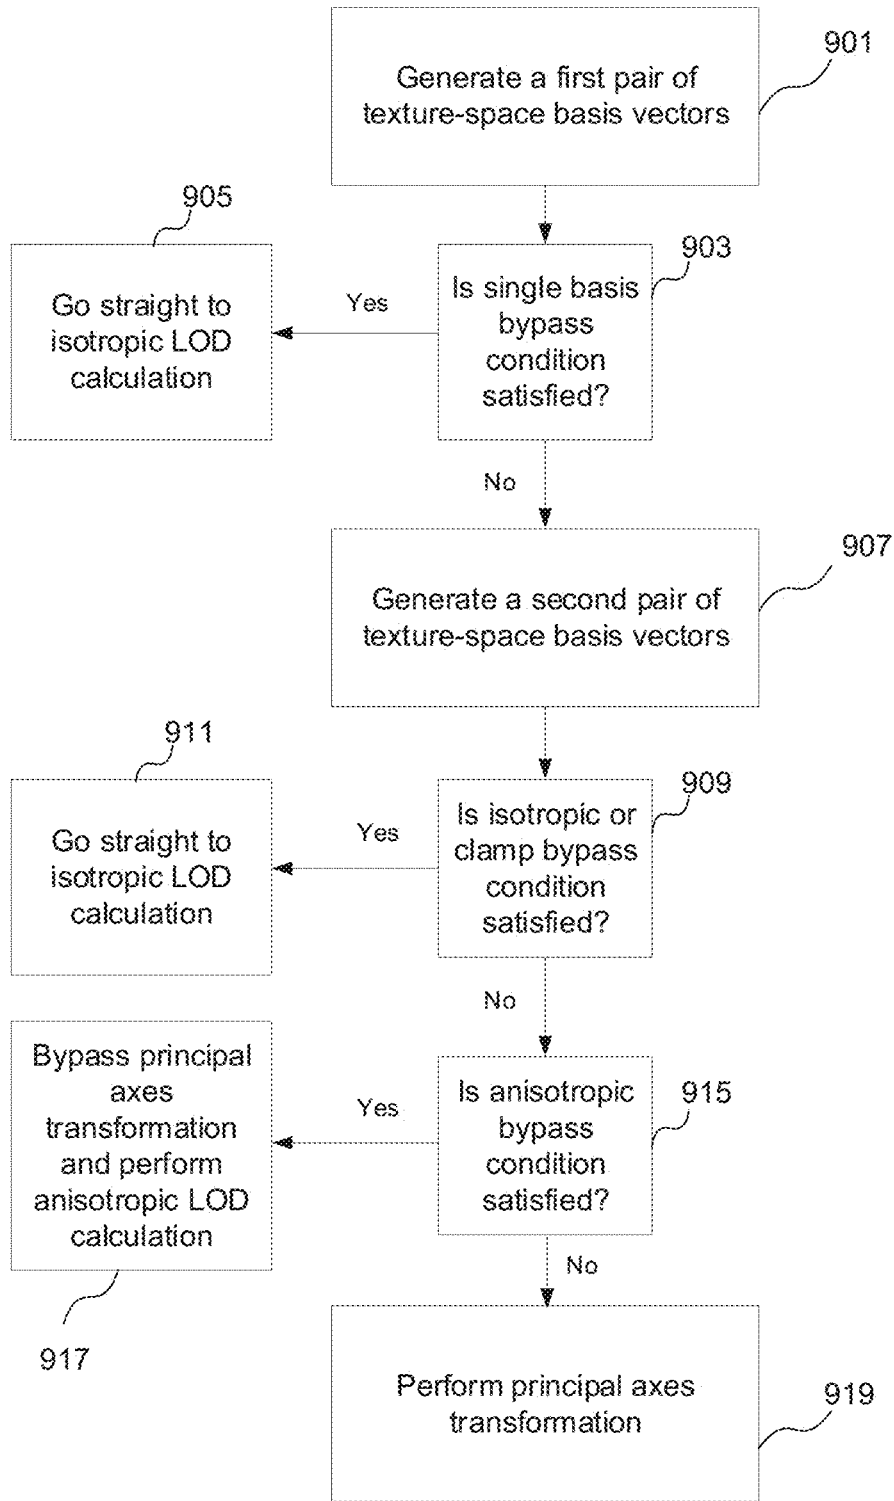 901
Generate a first pair of
texture-space basis vectors
905
903
Go straight to
isotropic LOD
calculation
Yes
Is single basis
bypass
condition
satisfied?
No
907
Generate a second pair of
texture-space basis vectors
911
909
Go straight to
isotropic LOD
calculation
Yes
Is isotropic or
clamp bypass
condition
satisfied?
No
Bypass principal
axes
transformation
and perform
anisotropic LOD
calculation
Yes
Is anisotropic
bypass
condition
satisfied?
915
No
917
Perform principal axes
transformation
919